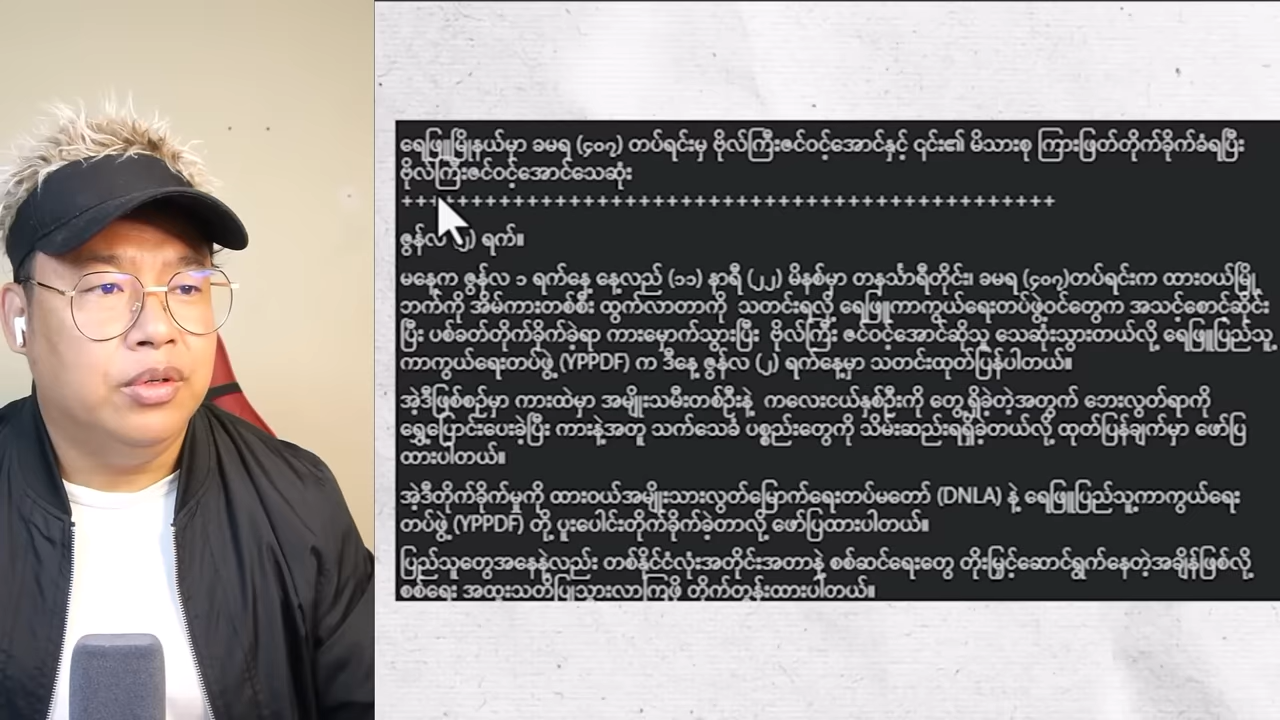 ရေဖြူမြို့နယ်မှာ ခမရ (၄၀၇) တပ်ရင်းမှ ဗိုလ်ကြီးဇင်ဝင့်အောင်နှင့် ၎င်း၏ မိသားစု ကြားဖြတ်တိုက်ခိုက်ခံရပြီး
ဗိုလ်ကြီးဇင်ဝင့်အောင်သေဆုံး
+++++++++++++++++++++++++++++++++++++++++++++++
ဇွန်လ (၂) ရက်။
မနေ့က ဇွန်လ ၁ ရက်နေ့ နေ့လည် (၁၁) နာရီ (၂၂) မိနစ်မှာ တနင်္သာရီတိုင်း၊ ခမရ (၄၀၇)တပ်ရင်းက ထားဝယ်မြို့
ဘက်ကို အိမ်ကားတစ်စီး ထွက်လာတာကို သတင်းရလို့ ရေဖြူကာကွယ်ရေးတပ်ဖွဲ့ဝင်တွေက အသင့်စောင့်ဆိုင်း
ပြီး ပစ်ခတ်တိုက်ခိုက်ခဲ့ရာ ကားမှောက်သွားပြီး ဗိုလ်ကြီး ဇင်ဝင့်အောင်ဆိုသူ သေဆုံးသွားတယ်လို့ ရေဖြူပြည်သူ့
ကာကွယ်ရေးတပ်ဖွဲ့ (YPPDF) က ဒီနေ့ ဇွန်လ (၂) ရက်နေ့မှာ သတင်းထုတ်ပြန်ပါတယ်။
အဲ့ဒီဖြစ်စဉ်မှာ ကားထဲမှာ အမျိုးသမီးတစ်ဦးနဲ့ ကလေးငယ်နှစ်ဦးကို တွေ့ရှိခဲ့တဲ့အတွက် ဘေးလွတ်ရာကို
ရွှေ့ပြောင်းပေးခဲ့ပြီး ကားနဲ့အတူ သက်သေခံ ပစ္စည်းတွေကို သိမ်းဆည်းရရှိခဲ့တယ်လို့ ထုတ်ပြန်ချက်မှာ ဖော်ပြ
ထားပါတယ်။
အဲ့ဒီတိုက်ခိုက်မှုကို ထားဝယ်အမျိုးသားလွတ်မြောက်ရေးတပ်မတော် (DNLA) နဲ့ ရေဖြူပြည်သူ့ကာကွယ်ရေး
တပ်ဖွဲ့ (YPPDF) တို့ ပူးပေါင်းတိုက်ခိုက်ခဲ့တာလို့ ဖော်ပြထားပါတယ်။
ပြည်သူတွေအနေနဲ့လည်း တစ်နိုင်ငံလုံးအတိုင်းအတာနဲ့ စစ်ဆင်ရေးတွေ တိုးမြှင့်ဆောင်ရွက်နေတဲ့အချိန်ဖြစ်လို့
စစ်ရေး အထူးသတိပြုသွားလာကြဖို့ တိုက်တွန်းထားပါတယ်။